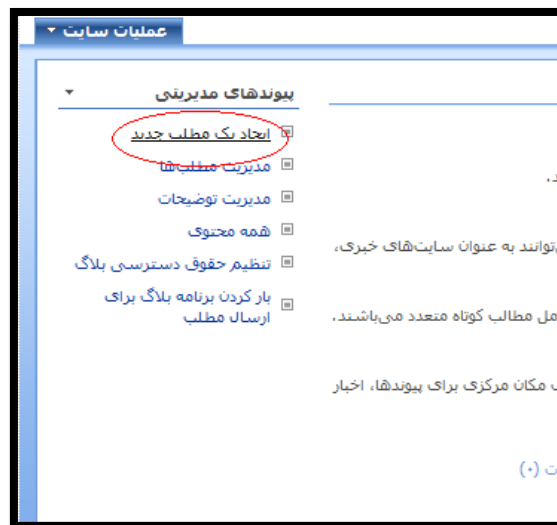 عملیات سایت
پیوندهای مدیریتی
ایجاد یک مطلب جدید
مدیریت مطلب‌ها
مدیریت توضیحات
همه محتوی
تنظیم حقوق دسترسی بلاگ
بار کردن برنامه بلاگ برای
ارسال مطلب
د.
توانند به عنوان سایت‌های خبری،
مل مطالب کوتاه متعدد می‌باشند.
مکان مرکزی برای پیوندها، اخبار
ت (۰)